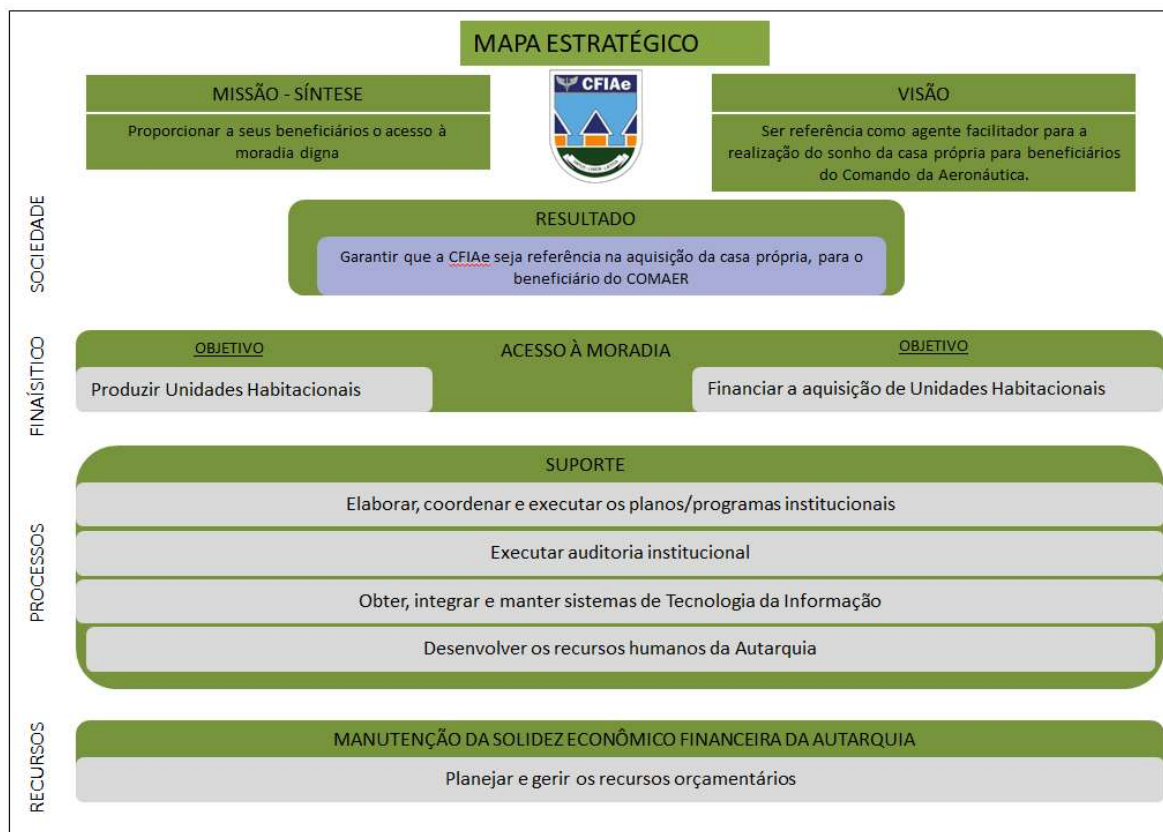 MAPA ESTRATÉGICO
MISSÃO - SÍNTESE
Proporcionar a seus beneficiários o acesso à
moradia digna
CFIAe
VISÃO
Ser referência como agente facilitador para a
realização do sonho da casa própria para beneficiários
do Comando da Aeronáutica.
SOCIEDADE
RESULTADO
Garantir que a CFIAe seja referência na aquisição da casa própria, para o
beneficiário do COMAER
FINAÍSITICO
OBJETIVO
ACESSO À MORADIA
OBJETIVO
Produzir Unidades Habitacionais
Financiar a aquisição de Unidades Habitacionais
PROCESSOS
SUPORTE
Elaborar, coordenar e executar os planos/programas institucionais
Executar auditoria institucional
Obter, integrar e manter sistemas de Tecnologia da Informação
Desenvolver os recursos humanos da Autarquia
RECURSOS
MANUTENÇÃO DA SOLIDEZ ECONÔMICO FINANCEIRA DA AUTARQUIA
Planejar e gerir os recursos orçamentários